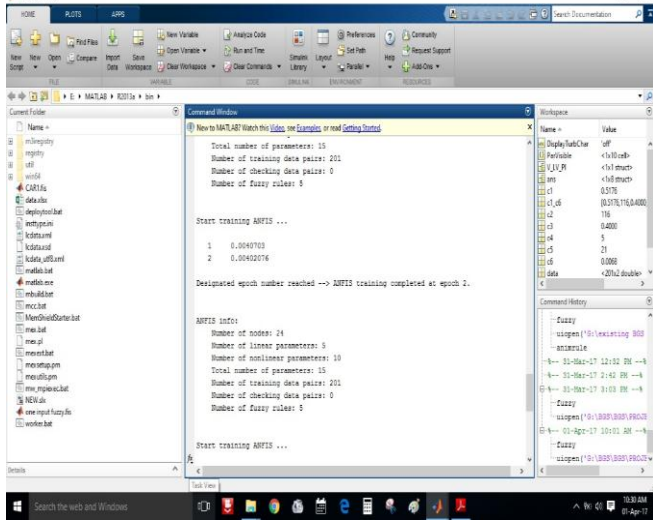 HOME PLOTS APPS Search Documentation
New Script New Open Find Files Compare Import Data Save Workspace New Variable Open Variable Clear Workspace Analyze Code Run and Time Clear Commands Simulink Library Layout Preferences Set Path Parallel Help Community Request Support Add-Ons
FILE VARIABLE CODE SIMULINK ENVIRONMENT RESOURCES
E: MATLAB R2013a bin
Current Folder
Name
m3iregistry
registry
util
win64
CAR1.fis
data.xlsx
deploytool.bat
insttype.ini
lcdata.xml
lcdata.xsd
lcdata_utf8.xml
matlab.bat
matlab.exe
mbuild.bat
mcc.bat
MemShieldStarter.bat
mex.bat
mex.pl
mexext.bat
mexsetup.pm
mexutils.pm
mw_mpiexec.bat
NEW.slx
one input fuzzy.fis
worker.bat
Details
Command Window
New to MATLAB? Watch this Video, see Examples, or read Getting Started.
Total number of parameters: 15
Number of training data pairs: 201
Number of checking data pairs: 0
Number of fuzzy rules: 5
Start training ANFIS ...
1 0.0040703
2 0.00402076
Designated epoch number reached --> ANFIS training completed at epoch 2.
ANFIS info:
Number of nodes: 24
Number of linear parameters: 5
Number of nonlinear parameters: 10
Total number of parameters: 15
Number of training data pairs: 201
Number of checking data pairs: 0
Number of fuzzy rules: 5
Start training ANFIS ...
fx
Task View
Workspace
Name Value
DisplayTurbChar 'off'
PanVisible <1x10 cell>
V_LV_PI <1x1 struct>
ans <1x8 struct>
c1 0.5176
c1_c6 [0.5176,116,0.4000,
c2 116
c3 0.4000
c4 5
c5 21
c6 0.0068
data <201x2 double>
Command History
fuzzy
uiopen('G:\existing BGS
animrule
%-- 31-Mar-17 12:52 PM --%
%-- 31-Mar-17 2:42 PM --%
%-- 31-Mar-17 3:03 PM --%
fuzzy
uiopen('G:\BGS\BGS\PROJE
%-- 01-Apr-17 10:01 AM --%
fuzzy
uiopen('G:\BGS\BGS\PROJE
Search the web and Windows
10:30 AM
01-Apr-17